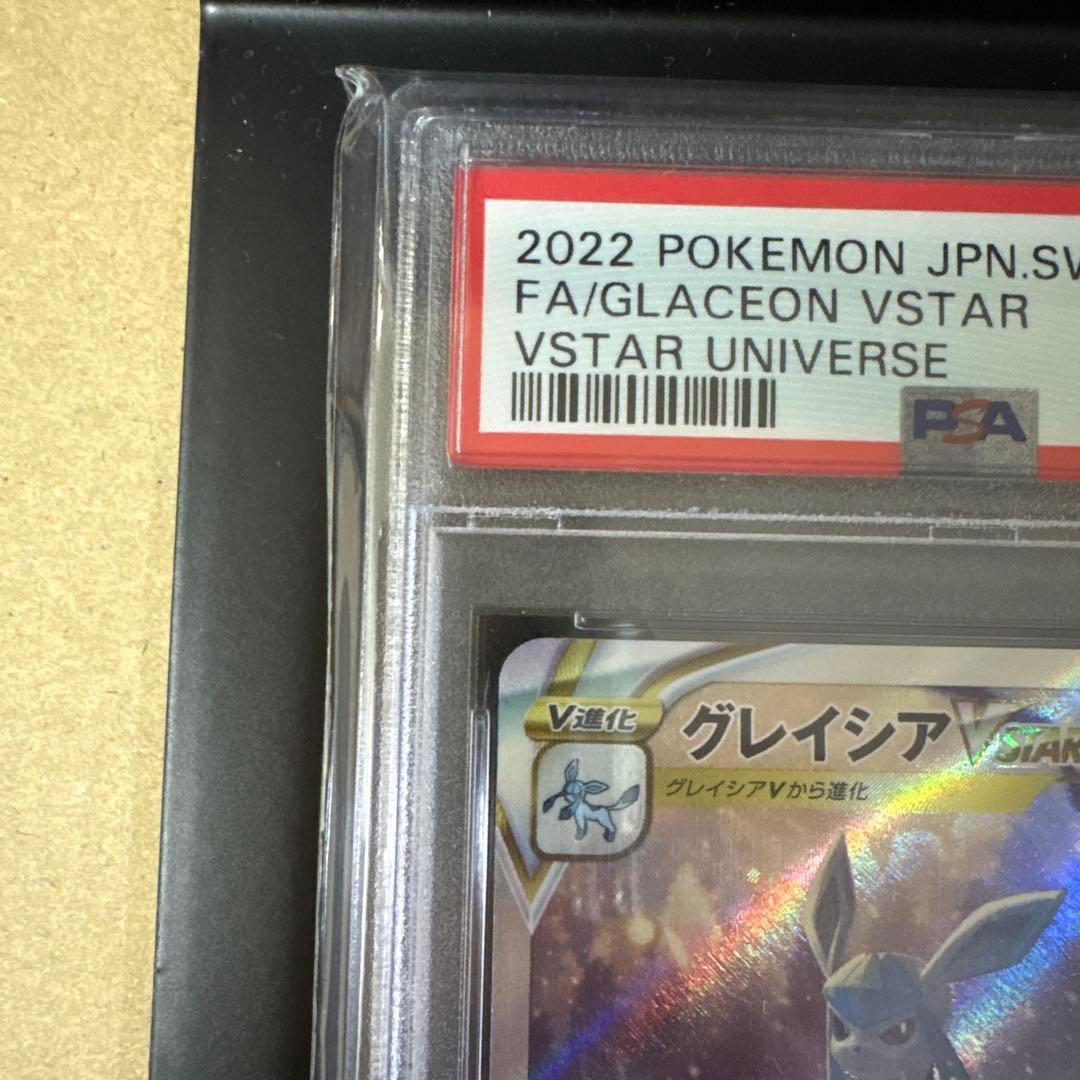 2022 POKEMON JPN.SW
FA/GLACEON VSTAR
VSTAR UNIVERSE
PSA
V進化
グレイシア VSTAR
グレイシアVから進化